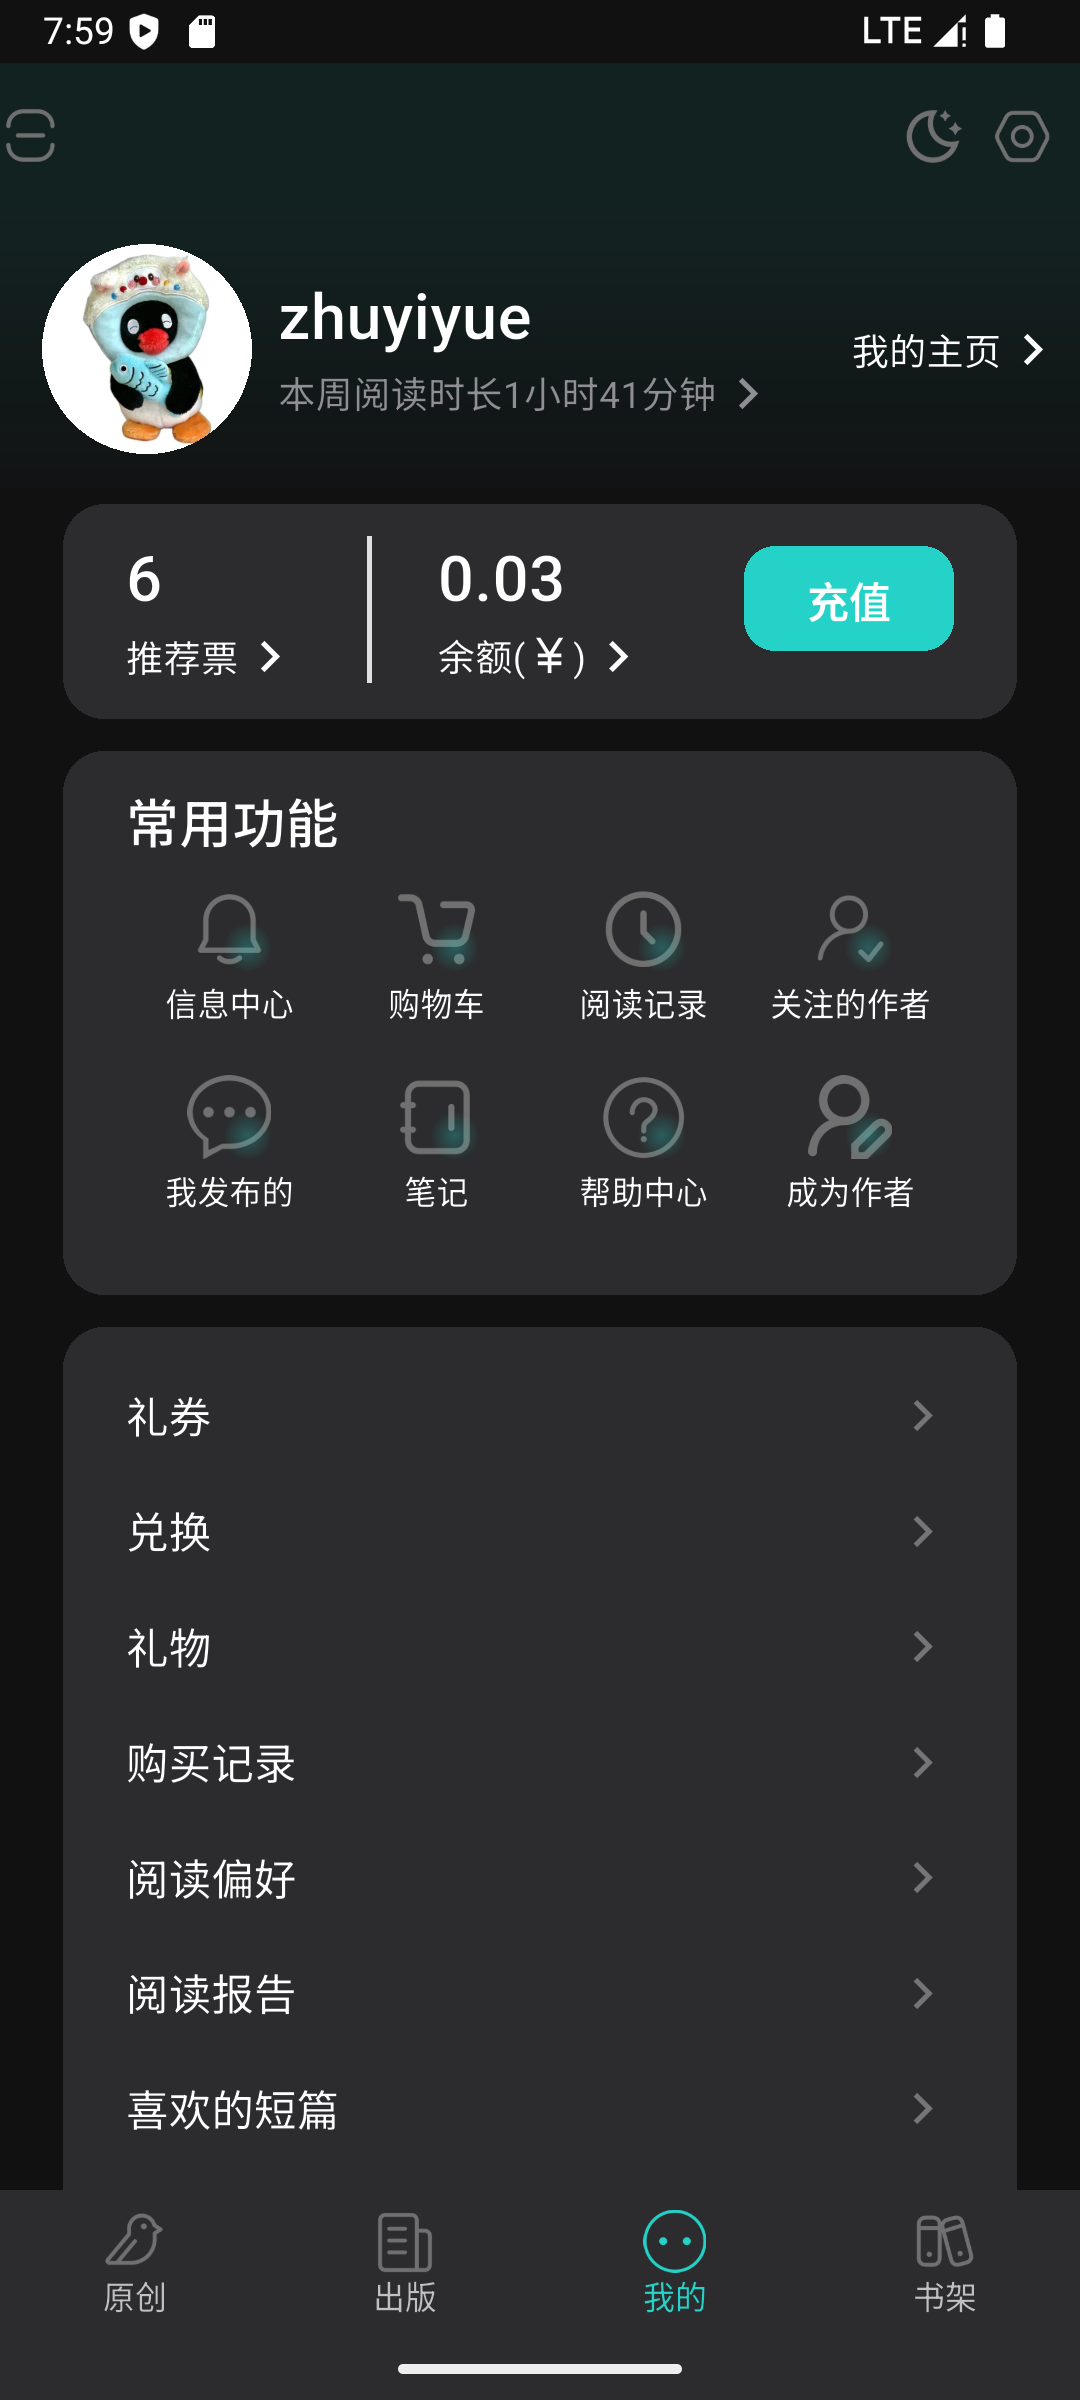 7:59
LTE
zhuyiyue
本周阅读时长1小时41分钟
我的主页
6
推荐票
0.03
余额(¥)
充值
常用功能
信息中心
购物车
阅读记录
关注的作者
我发布的
笔记
帮助中心
成为作者
礼券
兑换
礼物
购买记录
阅读偏好
阅读报告
喜欢的短篇
原创
出版
我的
书架